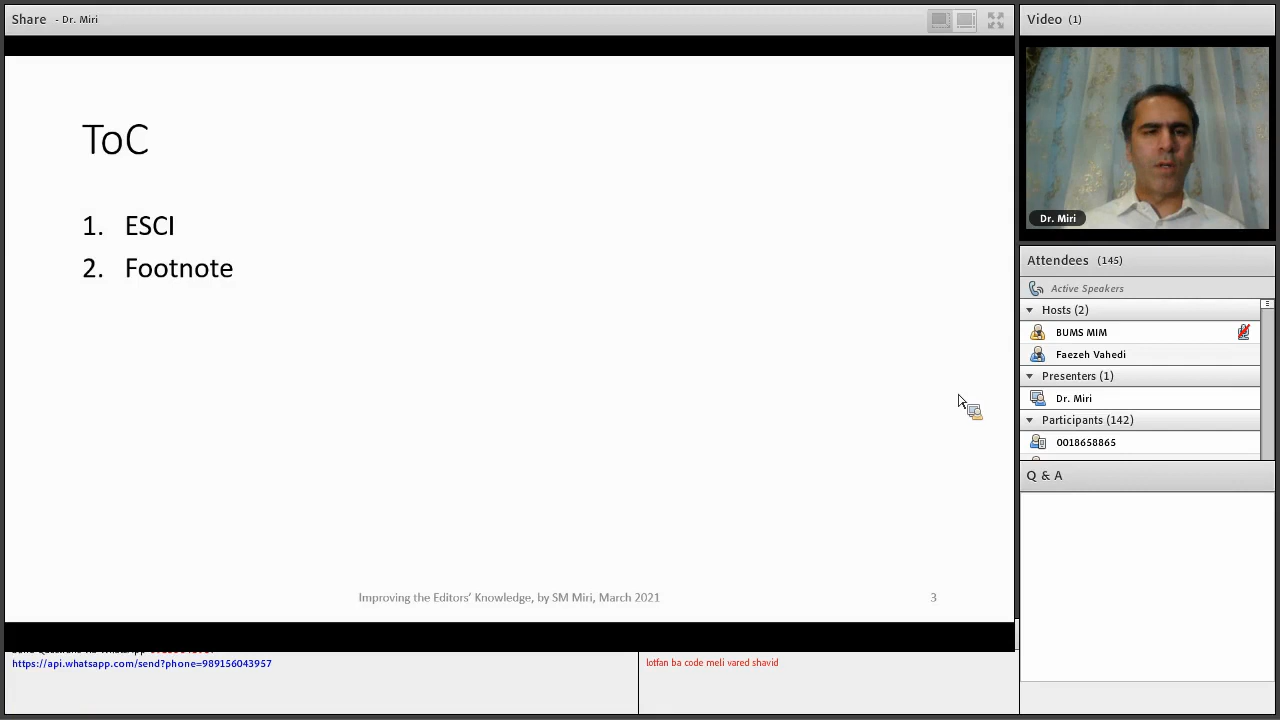 Share - Dr. Miri
ToC
1. ESCI
2. Footnote
Improving the Editors' Knowledge, by SM Miri, March 2021
3
https://api.whatsapp.com/send?phone=989156043957
lotfan ba code meli vared shavid
Video (1)
Dr. Miri
Attendees (145)
Active Speakers
Hosts (2)
BUMS MIM
Faezeh Vahedi
Presenters (1)
Dr. Miri
Participants (142)
0018658865
Q & A